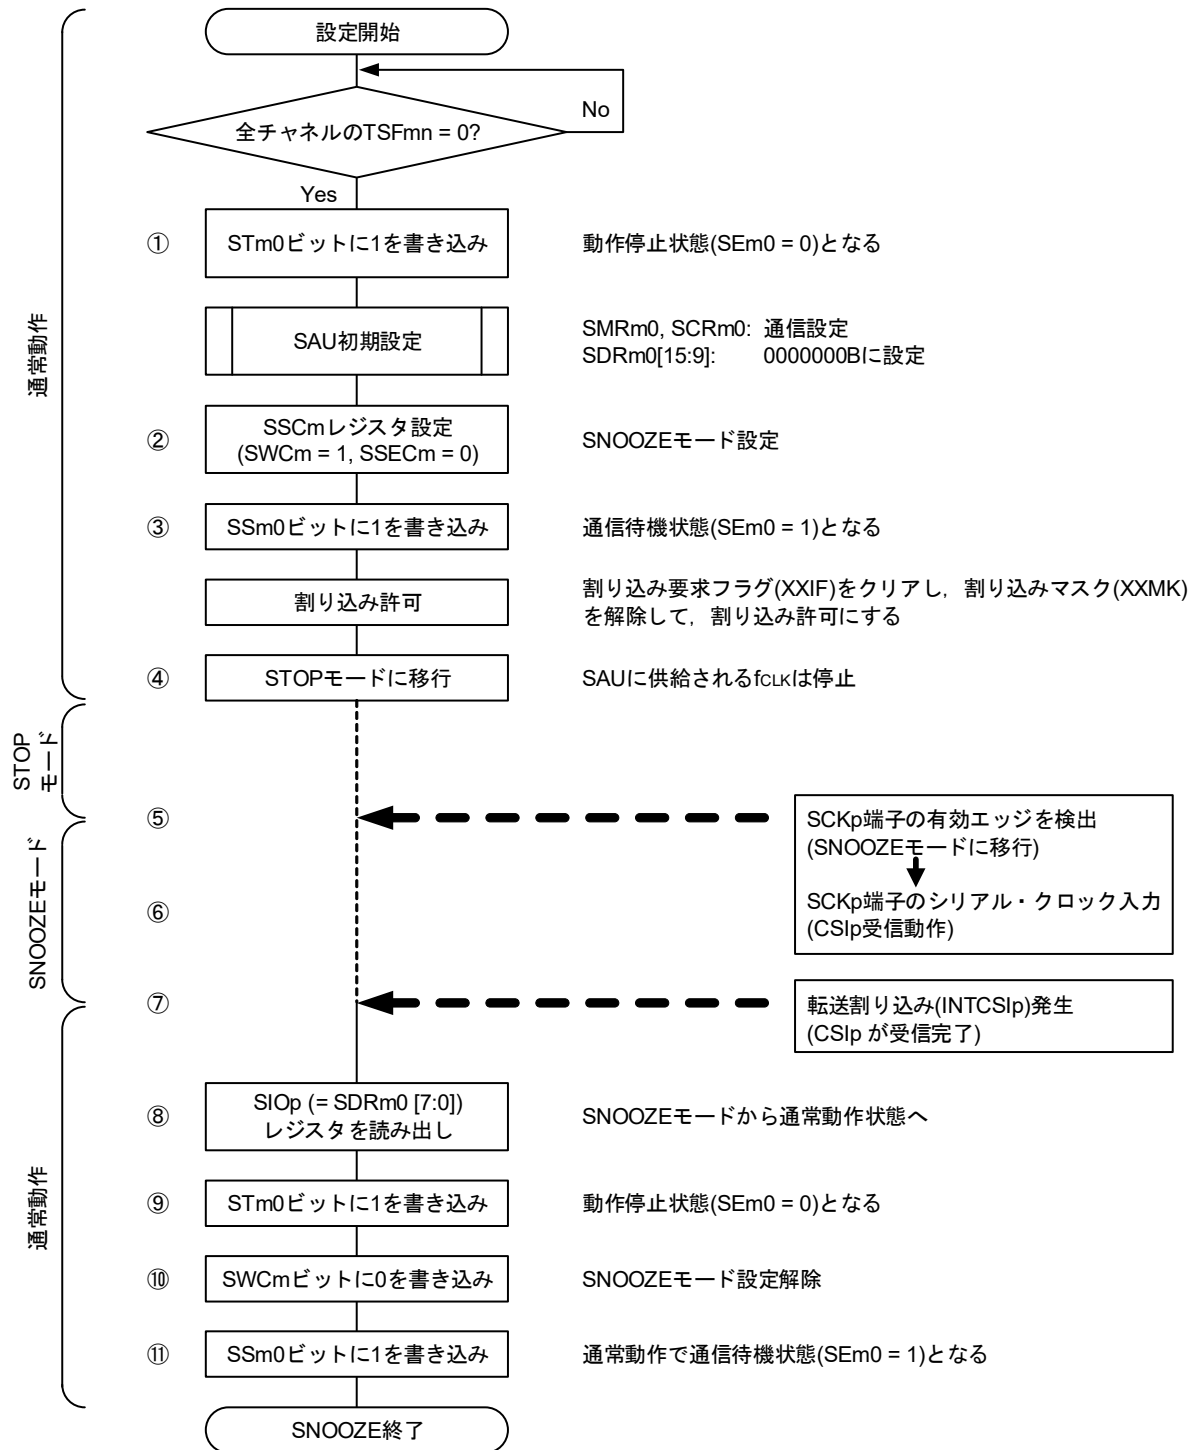 設定開始
No
全チャネルのTSFmn = 0?
Yes
① STm0ビットに1を書き込み 動作停止状態(SEm0 = 0)となる
SAU初期設定
SMRm0, SCRm0: 通信設定
SDRm0[15:9]: 0000000Bに設定
通常動作
② SSCmレジスタ設定
(SWCm = 1, SSECm = 0)
SNOOZEモード設定
③ SSm0ビットに1を書き込み 通信待機状態(SEm0 = 1)となる
割り込み許可
割り込み要求フラグ(XXIF)をクリアし，割り込みマスク(XXMK)
を解除して，割り込み許可にする
④ STOPモードに移行 SAUに供給されるfCLKは停止
STOP
モード
⑤
SCKp端子の有効エッジを検出
(SNOOZEモードに移行)
SNOOZEモード
⑥
SCKp端子のシリアル・クロック入力
(CSIp受信動作)
⑦
転送割り込み(INTCSIp)発生
(CSIp が受信完了)
⑧ SIOp (= SDRm0 [7:0])
レジスタを読み出し
SNOOZEモードから通常動作状態へ
通常動作
⑨ STm0ビットに1を書き込み 動作停止状態(SEm0 = 0)となる
⑩ SWCmビットに0を書き込み SNOOZEモード設定解除
⑪ SSm0ビットに1を書き込み 通常動作で通信待機状態(SEm0 = 1)となる
SNOOZE終了